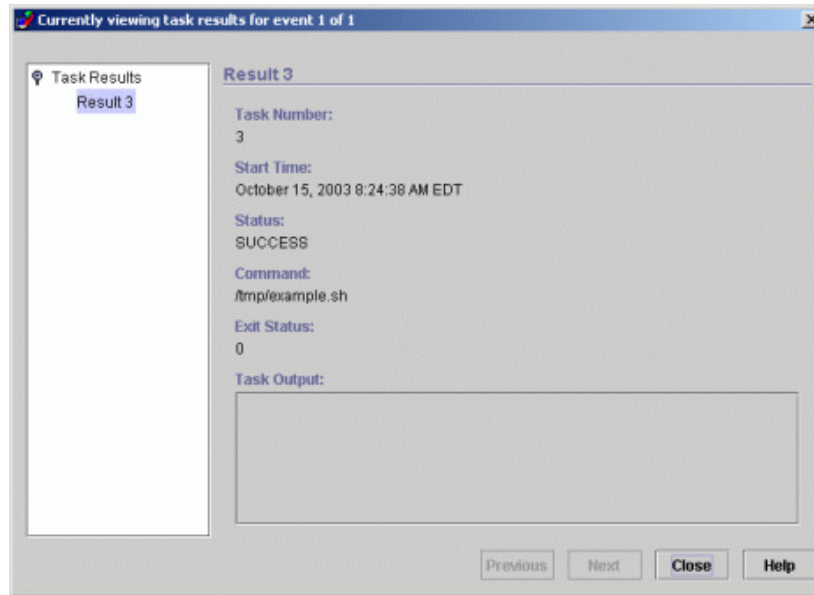 Currently viewing task results for event 1 of 1
Task Results
Result 3
Result 3
Task Number:
3
Start Time:
October 15, 2003 8:24:38 AM EDT
Status:
SUCCESS
Command:
/tmp/example.sh
Exit Status:
0
Task Output:
Previous Next Close Help